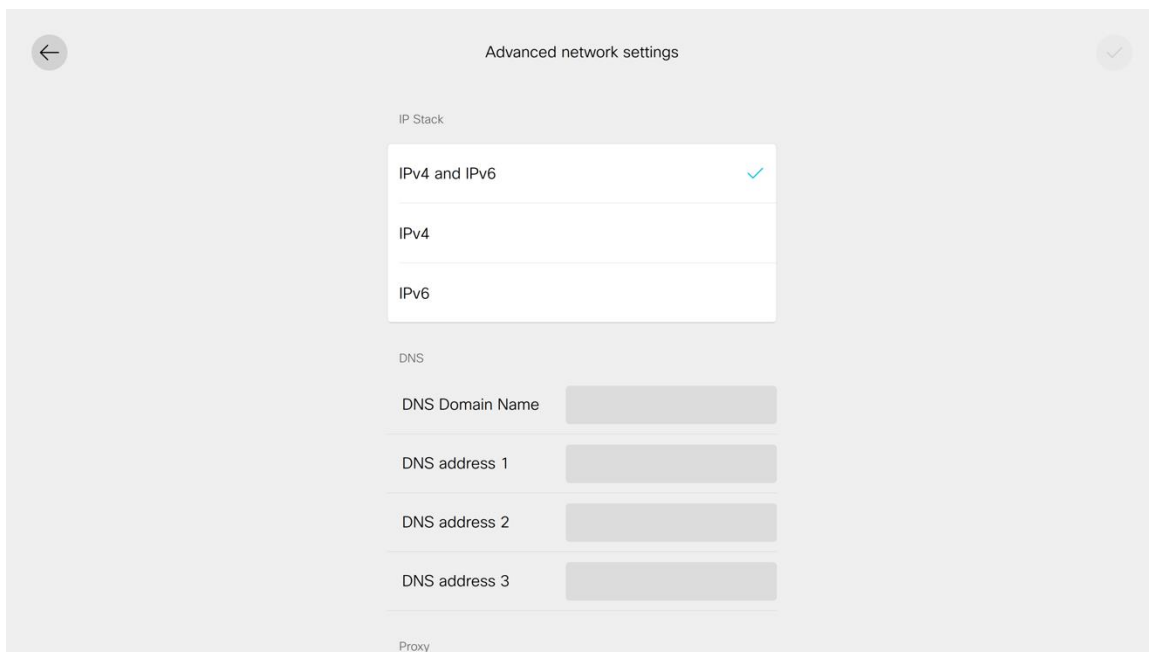 Advanced network settings
IP Stack
IPv4 and IPv6
IPv4
IPv6
DNS
DNS Domain Name
DNS address 1
DNS address 2
DNS address 3
Proxy